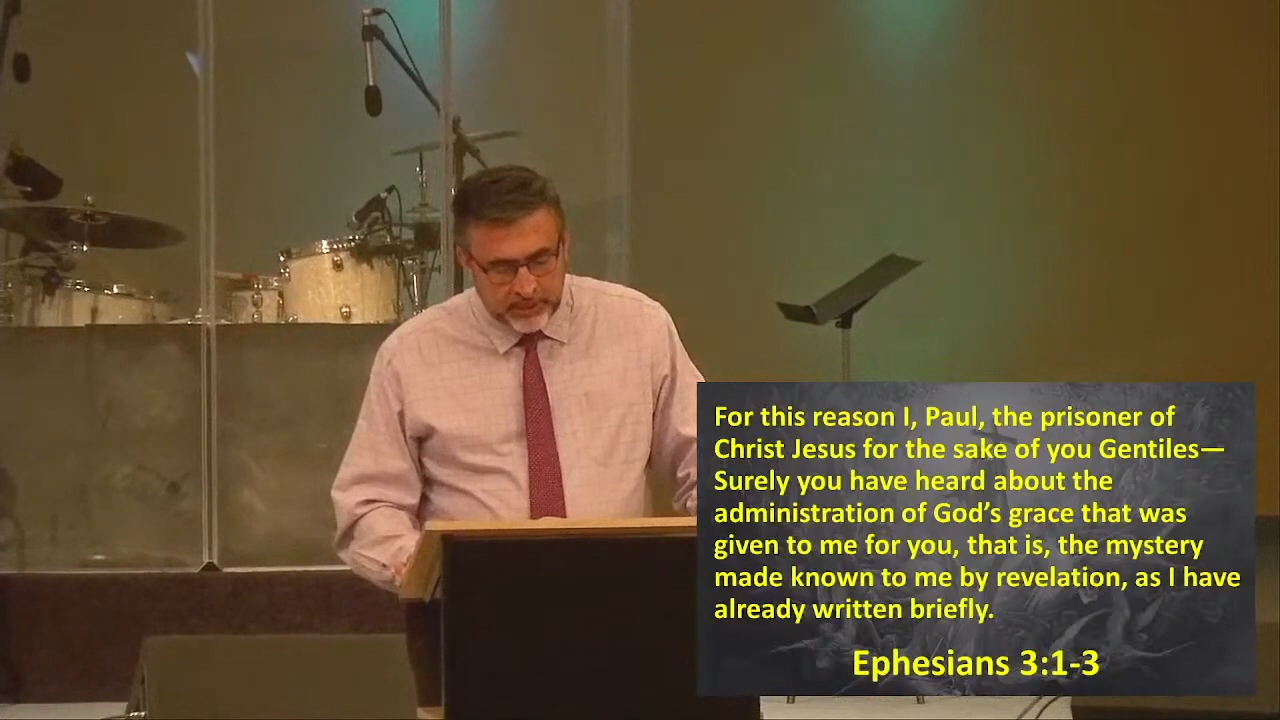 For this reason I, Paul, the prisoner of
Christ Jesus for the sake of you Gentiles—
Surely you have heard about the
administration of God’s grace that was
given to me for you, that is, the mystery
made known to me by revelation, as I have
already written briefly.
Ephesians 3:1-3